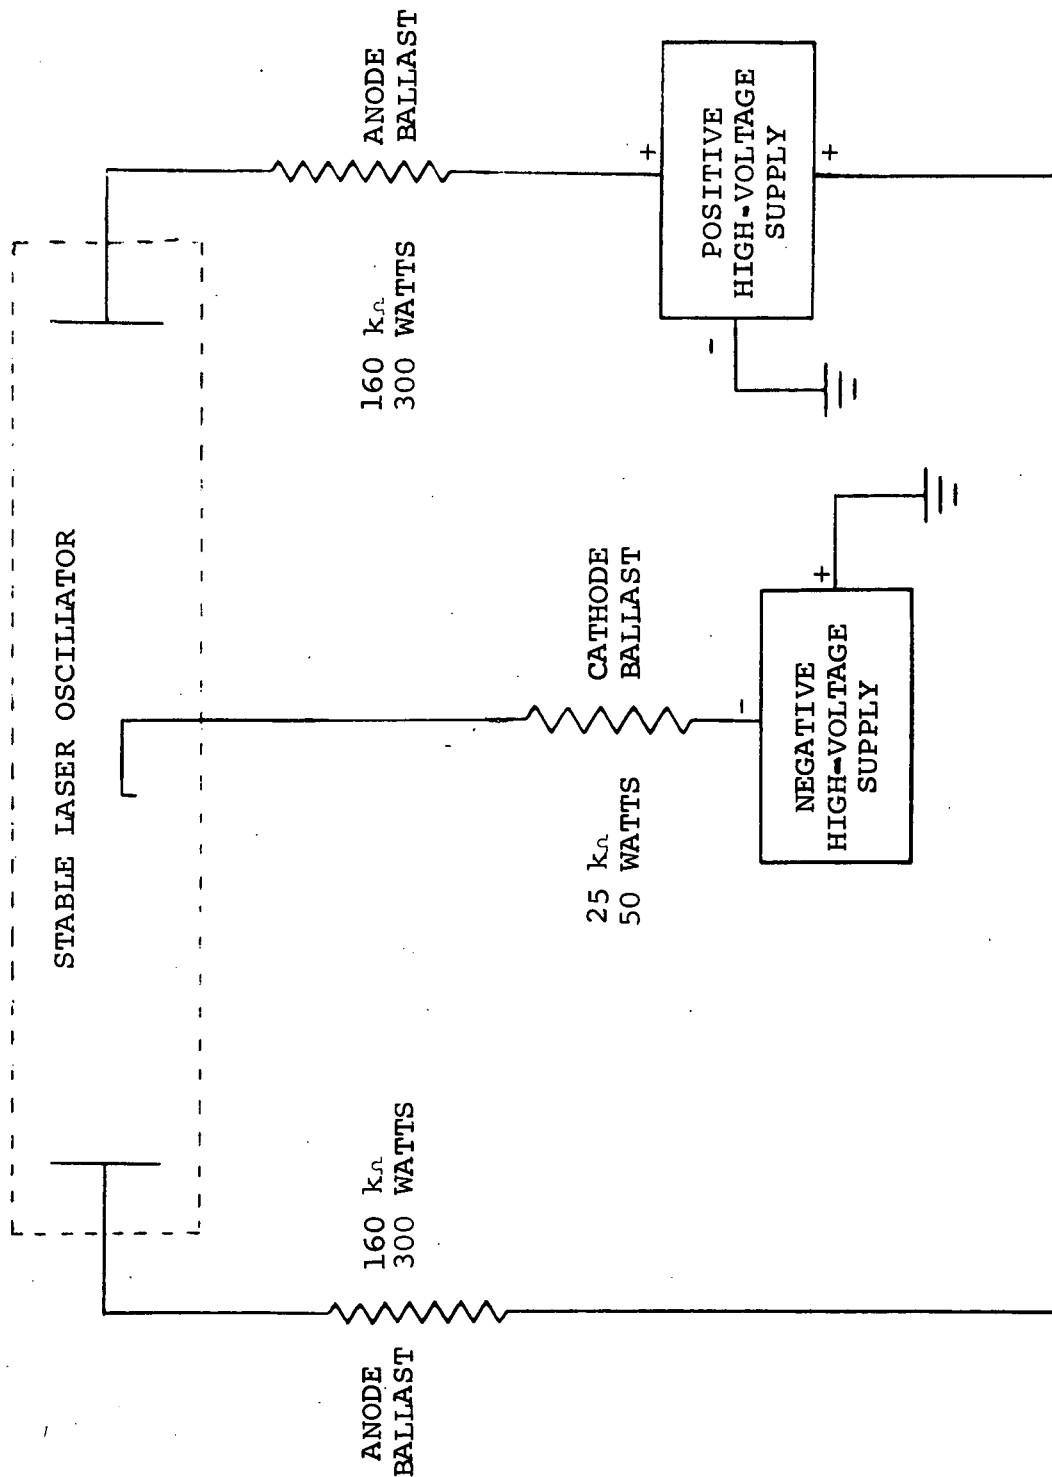 STABLE LASER OSCILLATOR
ANODE
BALLAST
160 kΩ
300 WATTS
25 kΩ
50 WATTS
CATHODE
BALLAST
160 kΩ
300 WATTS
ANODE
BALLAST
-
+
NEGATIVE
HIGH-VOLTAGE
SUPPLY
-
+
+
POSITIVE
HIGH-VOLTAGE
SUPPLY